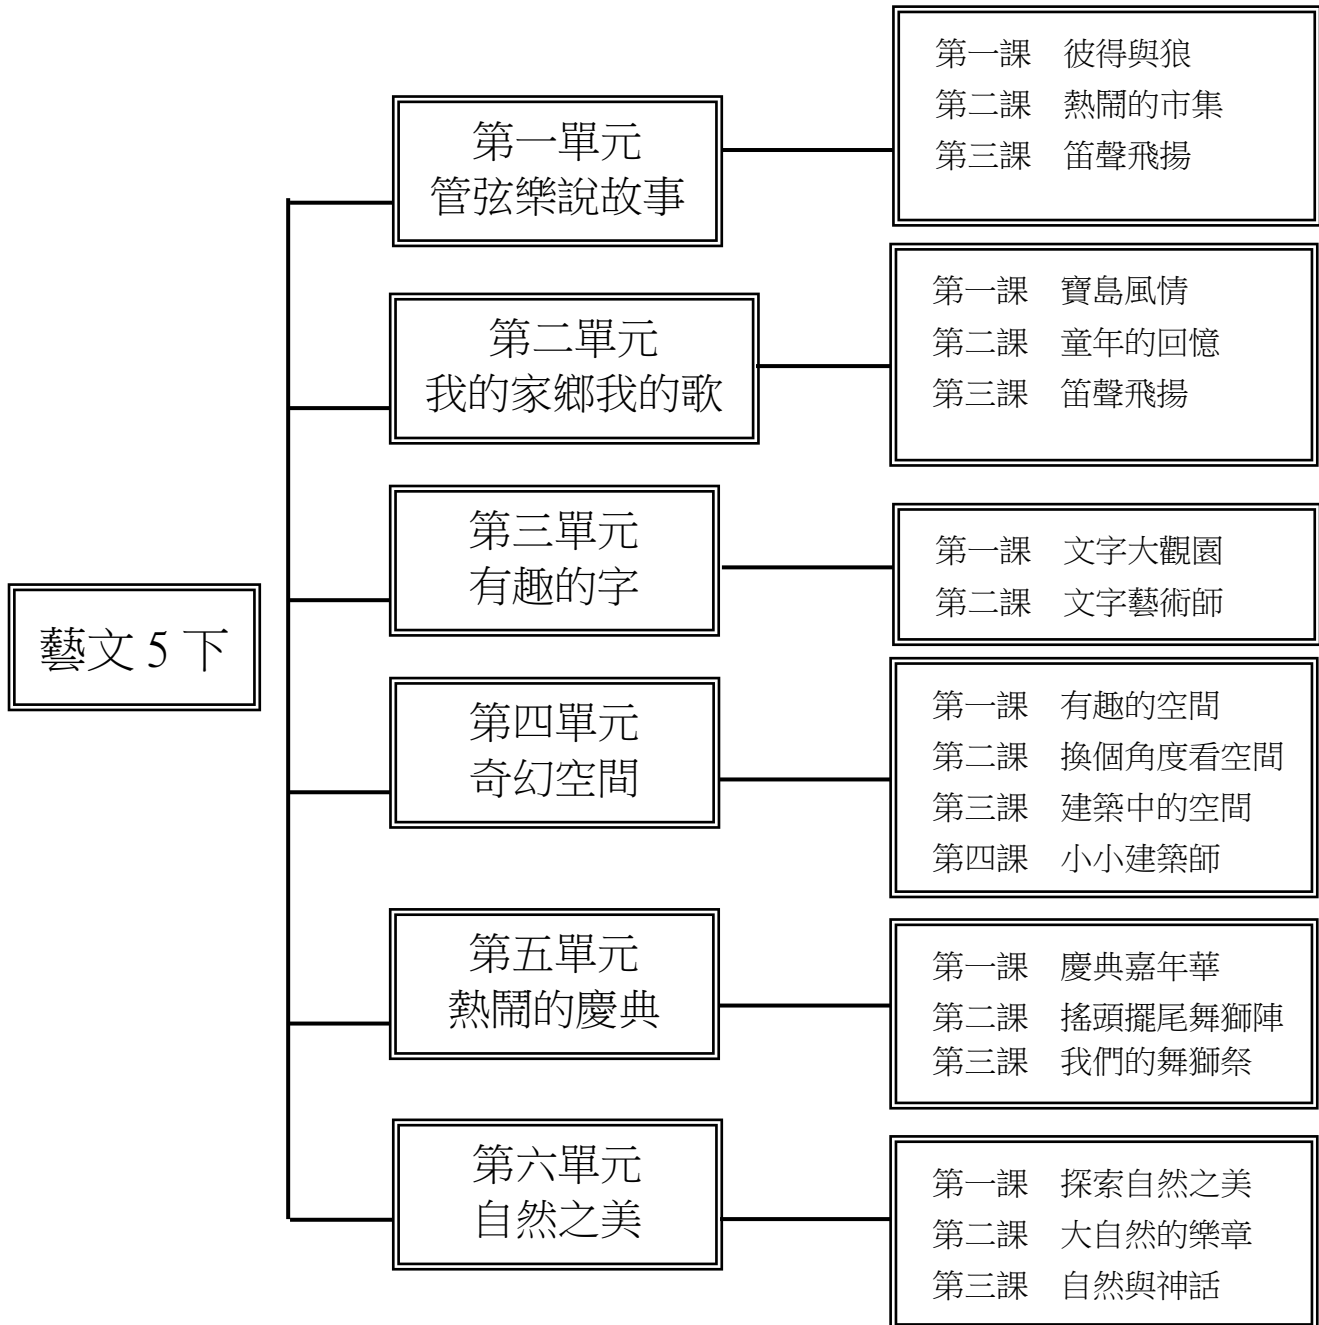 藝文 5 下
第一單元
管弦樂說故事
第一課 彼得與狼
第二課 熱鬧的市集
第三課 笛聲飛揚
第二單元
我的家鄉我的歌
第一課 寶島風情
第二課 童年的回憶
第三課 笛聲飛揚
第三單元
有趣的字
第一課 文字大觀園
第二課 文字藝術師
第四單元
奇幻空間
第一課 有趣的空間
第二課 換個角度看空間
第三課 建築中的空間
第四課 小小建築師
第五單元
熱鬧的慶典
第一課 慶典嘉年華
第二課 搖頭擺尾舞獅陣
第三課 我們的舞獅祭
第六單元
自然之美
第一課 探索自然之美
第二課 大自然的樂章
第三課 自然與神話